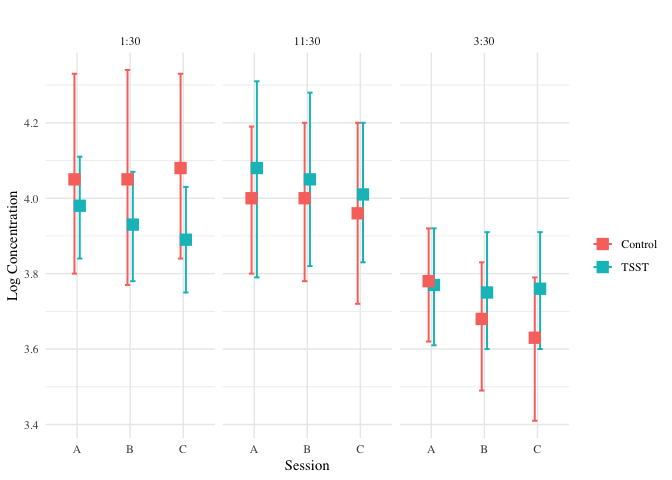 1:30 11:30 3:30
4.2
4.0
3.8
3.6
3.4
Log Concentration
A B C A B C A B C
Session
Control
TSST